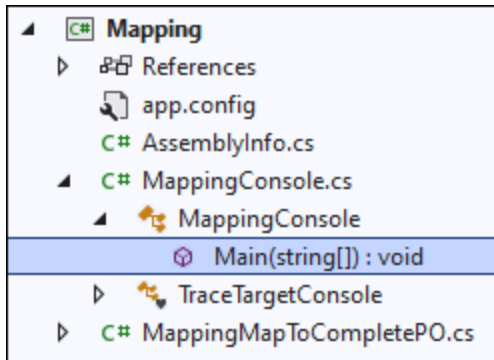 C# Mapping
References
app.config
C# AssemblyInfo.cs
C# MappingConsole.cs
MappingConsole
Main(string[]) : void
TraceTargetConsole
C# MappingMapToCompletePO.cs